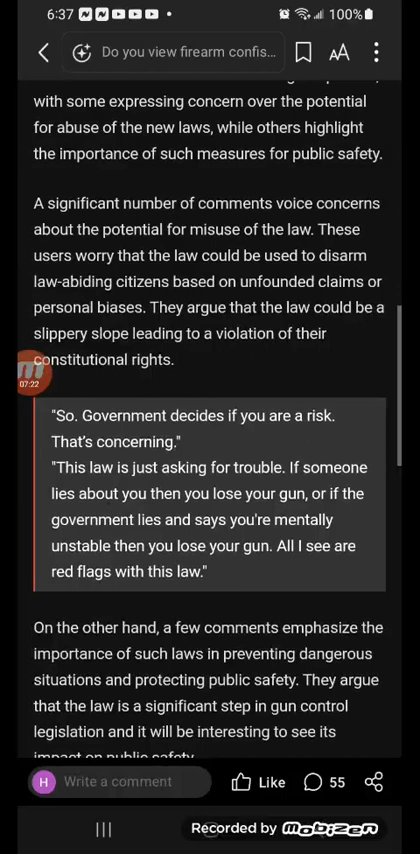 6:37
100%
Do you view firearm confis...
AA
with some expressing concern over the potential
for abuse of the new laws, while others highlight
the importance of such measures for public safety.
A significant number of comments voice concerns
about the potential for misuse of the law. These
users worry that the law could be used to disarm
law-abiding citizens based on unfounded claims or
personal biases. They argue that the law could be a
slippery slope leading to a violation of their
constitutional rights.
07:22
"So. Government decides if you are a risk.
That's concerning."
"This law is just asking for trouble. If someone
lies about you then you lose your gun, or if the
government lies and says you're mentally
unstable then you lose your gun. All I see are
red flags with this law."
On the other hand, a few comments emphasize the
importance of such laws in preventing dangerous
situations and protecting public safety. They argue
that the law is a significant step in gun control
legislation and it will be interesting to see its
impact on public safety
H Write a comment Like 55
Recorded by mobizen